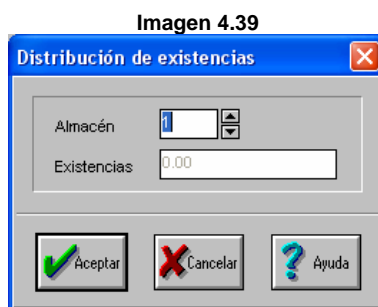 Imagen 4.39
Distribución de existencias
Almacén 1
Existencias 0.00
Aceptar Cancelar Ayuda